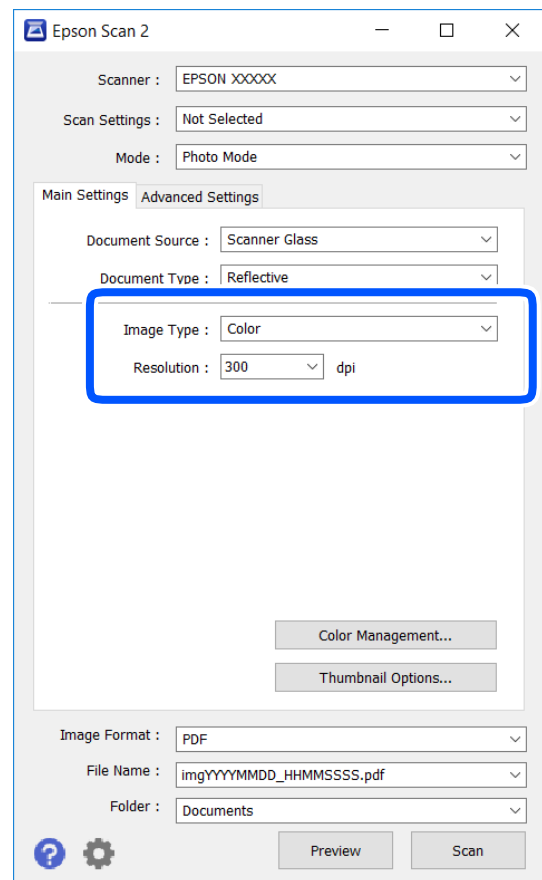 Epson Scan 2
Scanner : EPSON XXXXX
Scan Settings : Not Selected
Mode : Photo Mode
Main Settings Advanced Settings
Document Source : Scanner Glass
Document Type : Reflective
Image Type : Color
Resolution : 300 dpi
Color Management...
Thumbnail Options...
Image Format : PDF
File Name : imgYYYYMMDD_HHMMSSSS.pdf
Folder : Documents
? Preview Scan